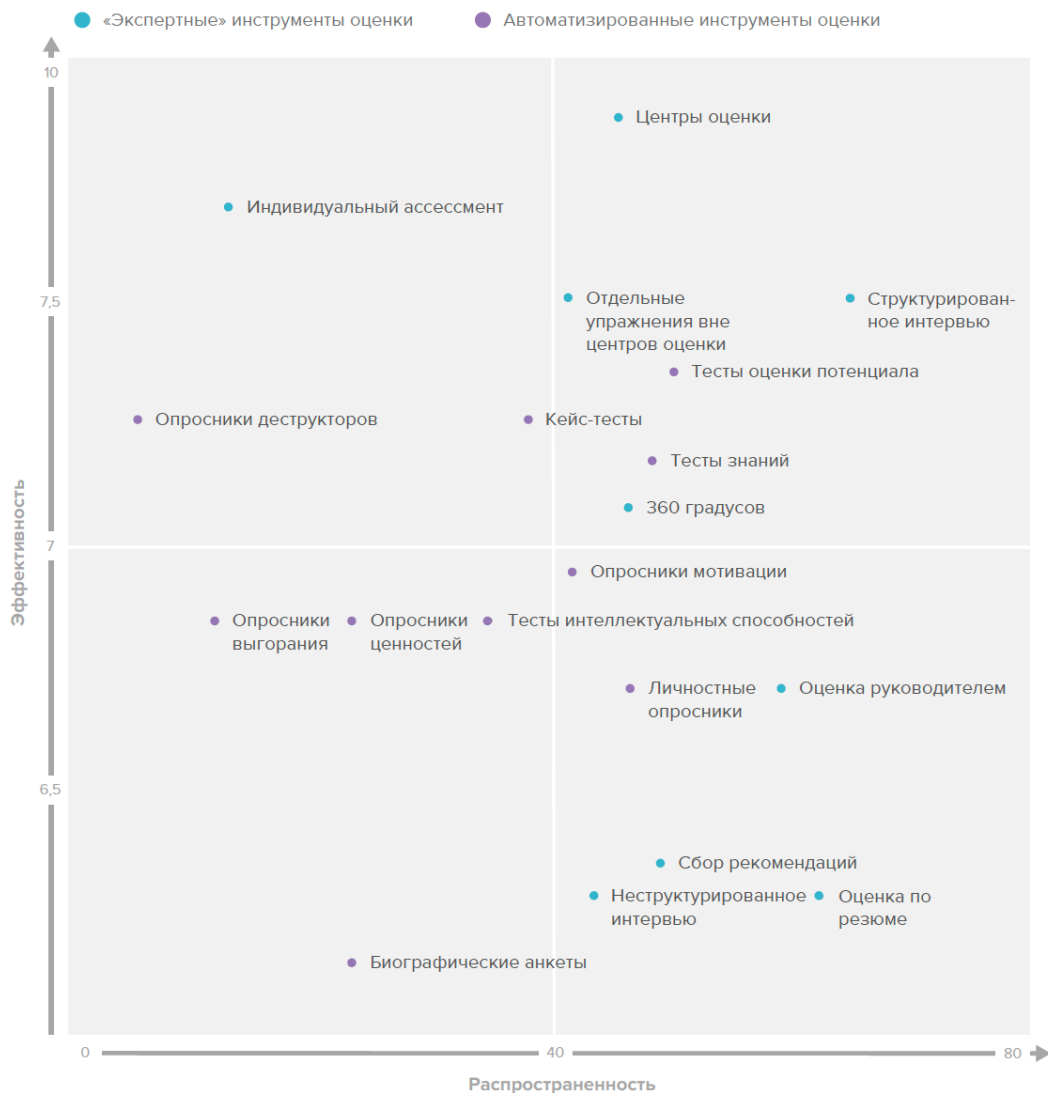 «Экспертные» инструменты оценки
Автоматизированные инструменты оценки
10
Центры оценки
Индивидуальный ассессмент
7,5
Отдельные
упражнения вне
центров оценки
Структурирован-
ное интервью
Тесты оценки потенциала
Опросники деструкторов
Кейс-тесты
Тесты знаний
360 градусов
Эффективность
7
Опросники мотивации
Опросники
выгорания
Опросники
ценностей
Тесты интеллектуальных способностей
Личностные
опросники
Оценка руководителем
6,5
Сбор рекомендаций
Неструктурированное
интервью
Оценка по
резюме
Биографические анкеты
0
40
80
Распространенность